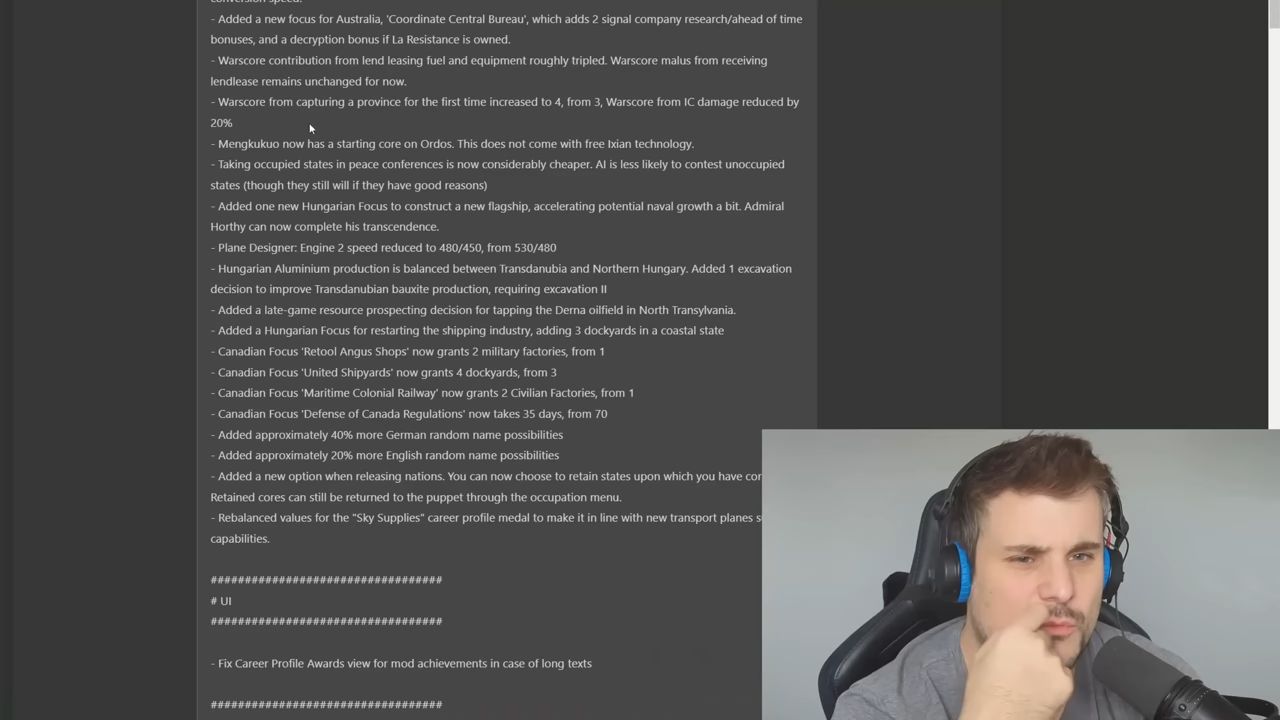 conversion speed.
- Added a new focus for Australia, 'Coordinate Central Bureau', which adds 2 signal company research/ahead of time
bonuses, and a decryption bonus if La Resistance is owned.
- Warscore contribution from lend leasing fuel and equipment roughly tripled. Warscore malus from receiving
lendlease remains unchanged for now.
- Warscore from capturing a province for the first time increased to 4, from 3, Warscore from IC damage reduced by
20%
- Mengkukuo now has a starting core on Ordos. This does not come with free Ixian technology.
- Taking occupied states in peace conferences is now considerably cheaper. AI is less likely to contest unoccupied
states (though they still will if they have good reasons)
- Added one new Hungarian Focus to construct a new flagship, accelerating potential naval growth a bit. Admiral
Horthy can now complete his transcendence.
- Plane Designer: Engine 2 speed reduced to 480/450, from 530/480
- Hungarian Aluminium production is balanced between Transdanubia and Northern Hungary. Added 1 excavation
decision to improve Transdanubian bauxite production, requiring excavation II
- Added a late-game resource prospecting decision for tapping the Derna oilfield in North Transylvania.
- Added a Hungarian Focus for restarting the shipping industry, adding 3 dockyards in a coastal state
- Canadian Focus 'Retool Angus Shops' now grants 2 military factories, from 1
- Canadian Focus 'United Shipyards' now grants 4 dockyards, from 3
- Canadian Focus 'Maritime Colonial Railway' now grants 2 Civilian Factories, from 1
- Canadian Focus 'Defense of Canada Regulations' now takes 35 days, from 70
- Added approximately 40% more German random name possibilities
- Added approximately 20% more English random name possibilities
- Added a new option when releasing nations. You can now choose to retain states upon which you have
Retained cores can still be returned to the puppet through the occupation menu.
- Rebalanced values for the "Sky Supplies" career profile medal to make it in line with new transport planes
capabilities.
##################################
# UI
##################################
- Fix Career Profile Awards view for mod achievements in case of long texts
##################################